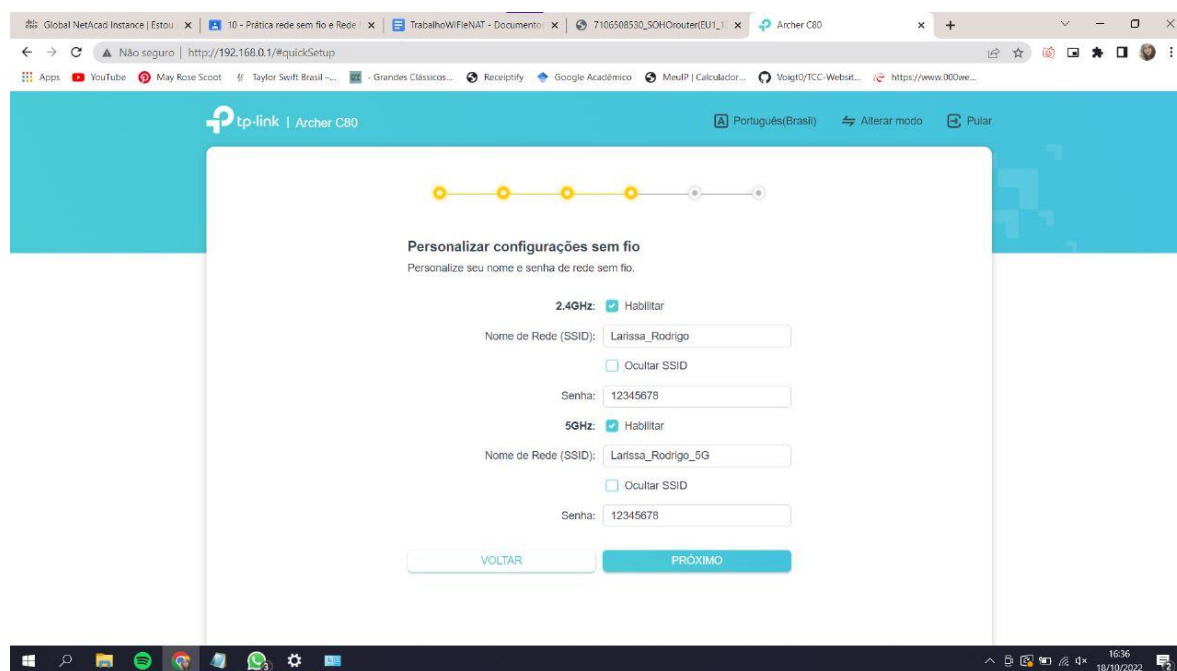 Global NetAcad Instance | Estou
10 - Prática rede sem fio e Rede
TrabalhoWIFIeNAT - Documento
7106508530_SOHOrouter(EU1_1
Archer C80
Não seguro | http://192.168.0.1/#quickSetup
Apps YouTube May Rose Scoot Taylor Swift Brasil –... - Grandes Clássicos... Receiptify Google Acadêmico MeuIP | Calculador... Voigt0/TCC-Websit... https://www.000we...
tp-link | Archer C80
Português(Brasil) Alterar modo Pular
Personalizar configurações sem fio
Personalize seu nome e senha de rede sem fio.
2.4GHz: Habilitar
Nome de Rede (SSID): Larissa_Rodrigo
Ocultar SSID
Senha: 12345678
5GHz: Habilitar
Nome de Rede (SSID): Larissa_Rodrigo_5G
Ocultar SSID
Senha: 12345678
VOLTAR PRÓXIMO
16:36
18/10/2022